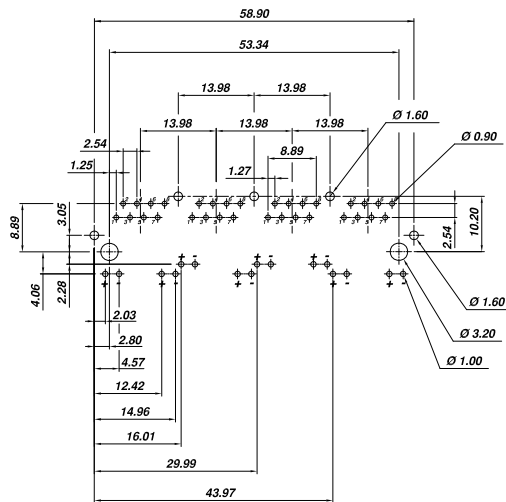 58.90
53.34
13.98 13.98
13.98 13.98 13.98
Ø 1.60
2.54
8.89
Ø 0.90
1.25
1.27
8.89
3.05
2.54
10.20
4.06
2.28
+ - + - + -
+ - + - + - + -
Ø 1.60
2.03
Ø 3.20
2.80
Ø 1.00
4.57
12.42
14.96
16.01
29.99
43.97